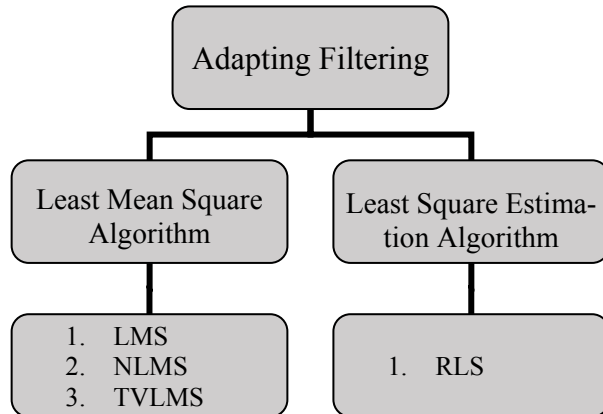 Adapting Filtering
Least Mean Square
Algorithm
Least Square Estima-
tion Algorithm
1. LMS
2. NLMS
3. TVLMS
1. RLS